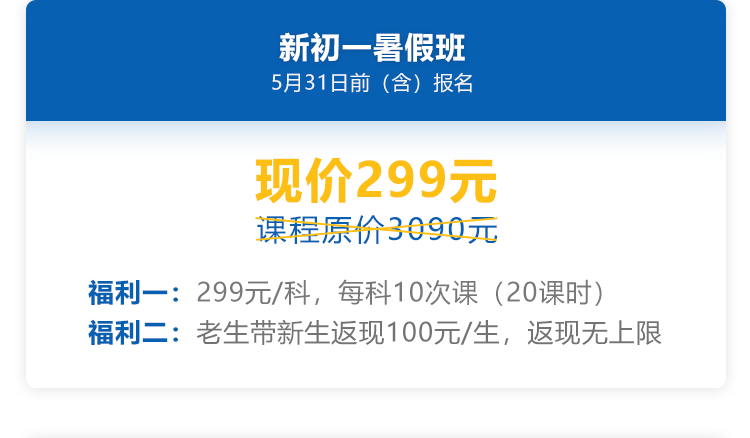 新初一暑假班
5月31日前（含）报名
现价299元
课程原价3090元
福利一：299元/科，每科10次课（20课时）
福利二：老生带新生返现100元/生，返现无上限